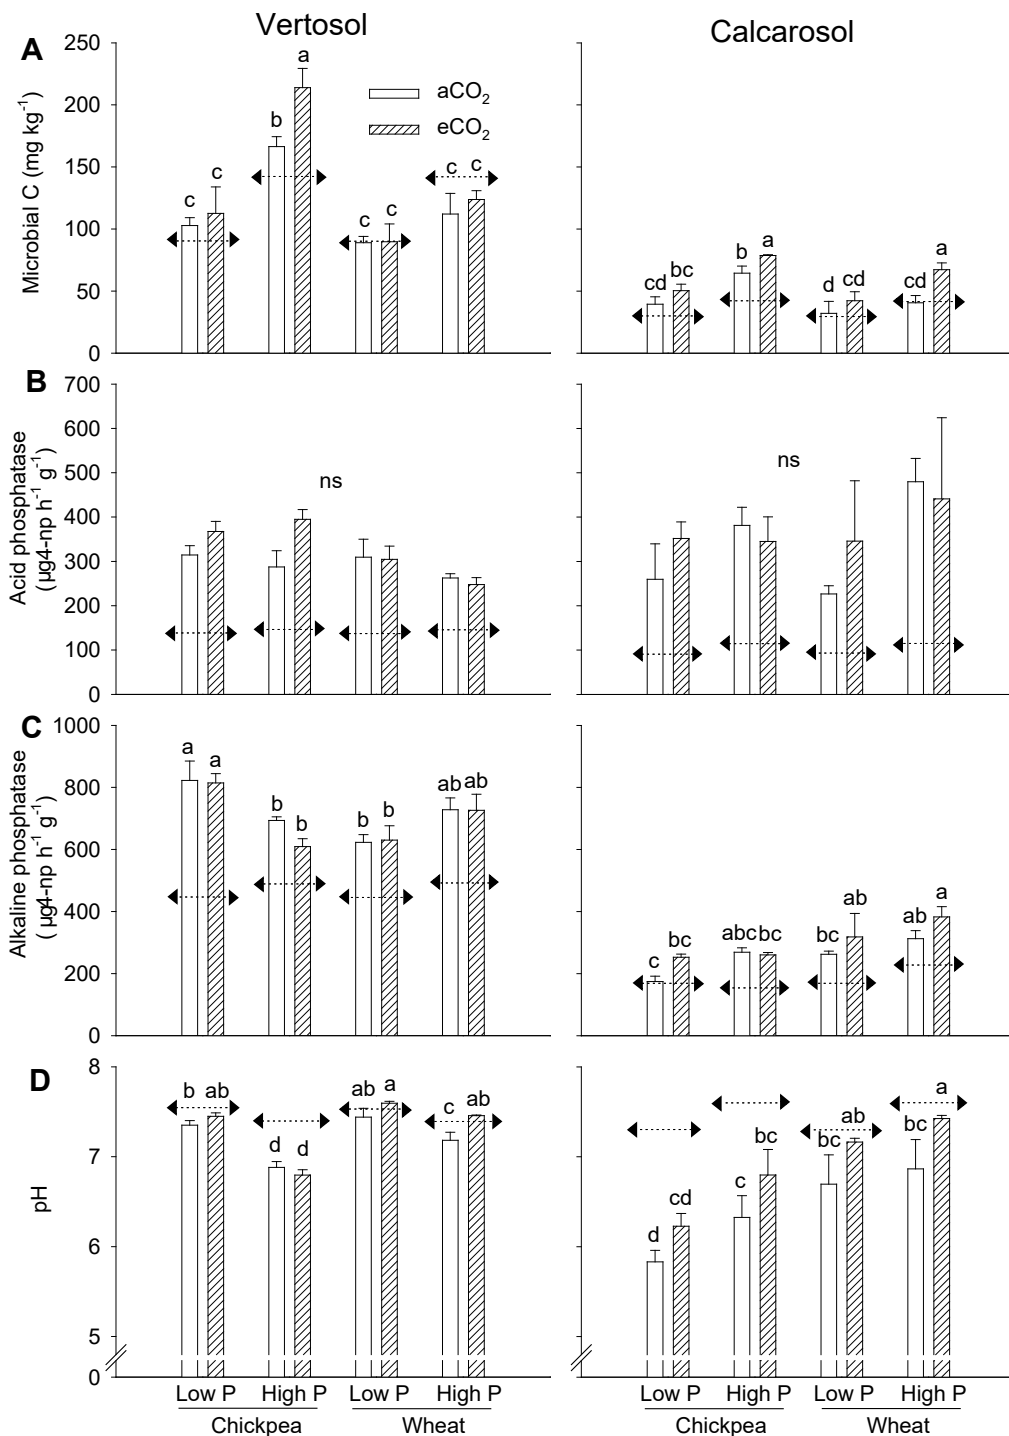 Vertosol
Calcarosol
A
250
200
150
100
50
0
Microbial C (mg kg⁻¹)
aCO₂
eCO₂
c c b a c c c c
cd bc b a d cd cd a
B
700
600
500
400
300
200
100
0
Acid phosphatase
(µg4-np h⁻¹ g⁻¹)
ns
ns
C
1000
800
600
400
200
0
Alkaline phosphatase
( µg4-np h⁻¹ g⁻¹)
a a b b b b ab ab
c bc abc bc bc ab ab a
D
8
7
6
5
0
pH
b ab d d ab a c ab
d cd c bc bc ab bc a
Low P High P Low P High P
Chickpea Wheat
Low P High P Low P High P
Chickpea Wheat